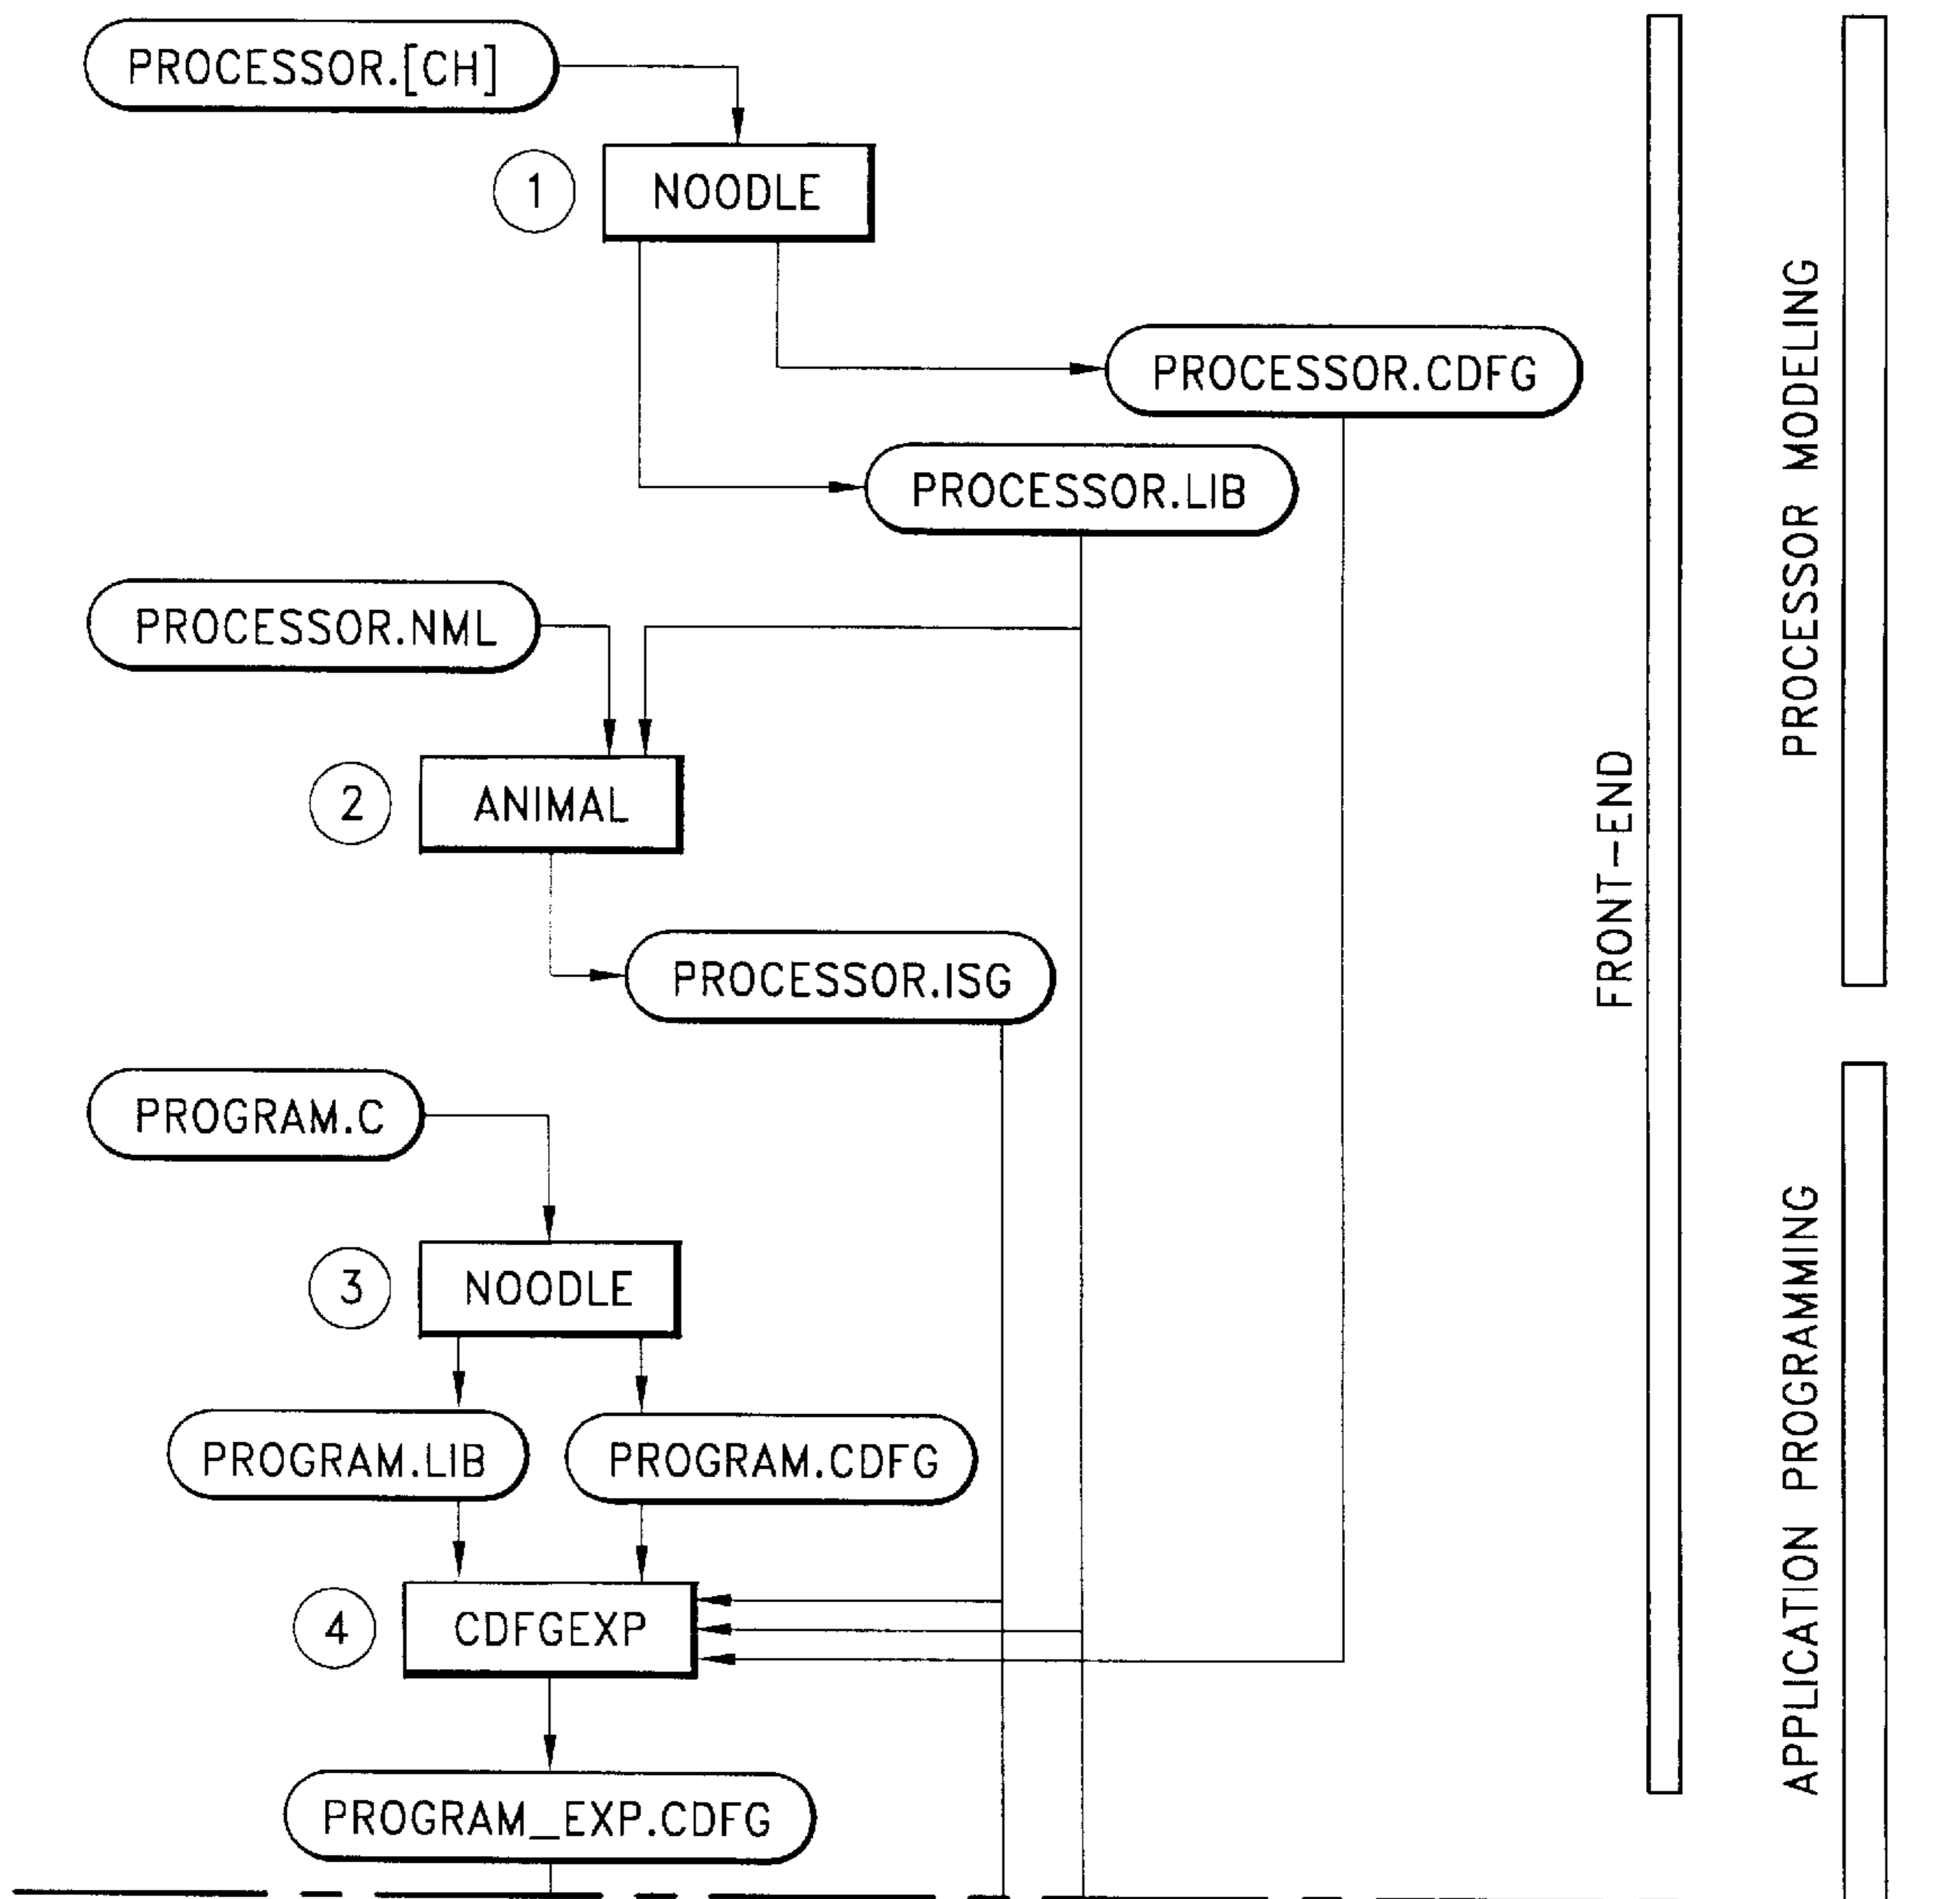 PROCESSOR.[CH]
1
NOODLE
PROCESSOR.CDFG
PROCESSOR.LIB
PROCESSOR.NML
2
ANIMAL
PROCESSOR.ISG
PROGRAM.C
3
NOODLE
PROGRAM.LIB
PROGRAM.CDFG
4
CDFGEXP
PROGRAM_EXP.CDFG
FRONT-END
PROCESSOR MODELING
APPLICATION PROGRAMMING